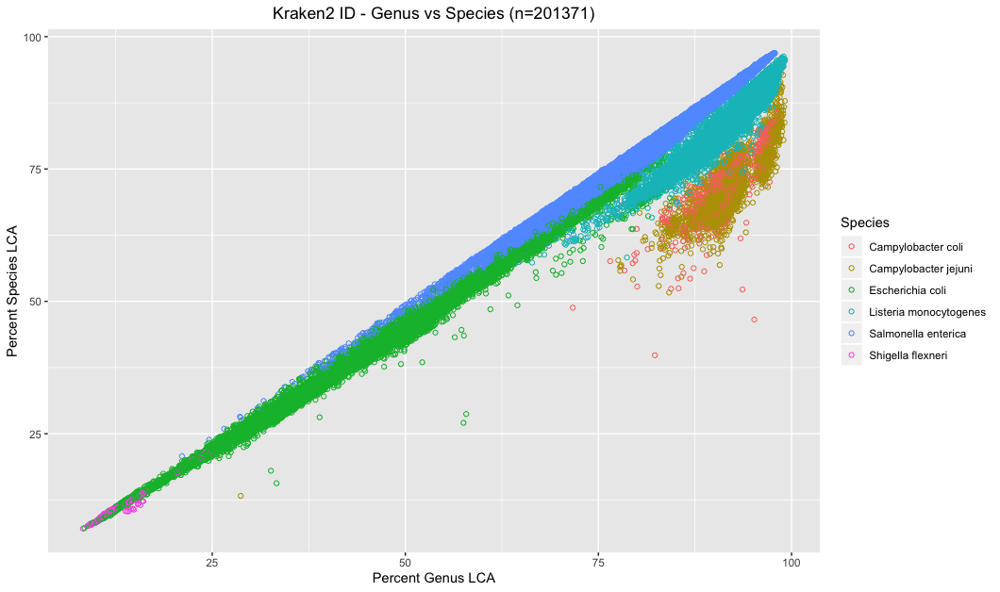 Kraken2 ID - Genus vs Species (n=201371)
Percent Species LCA
100
75
50
25
25
50
75
100
Percent Genus LCA
Species
Campylobacter coli
Campylobacter jejuni
Escherichia coli
Listeria monocytogenes
Salmonella enterica
Shigella flexneri